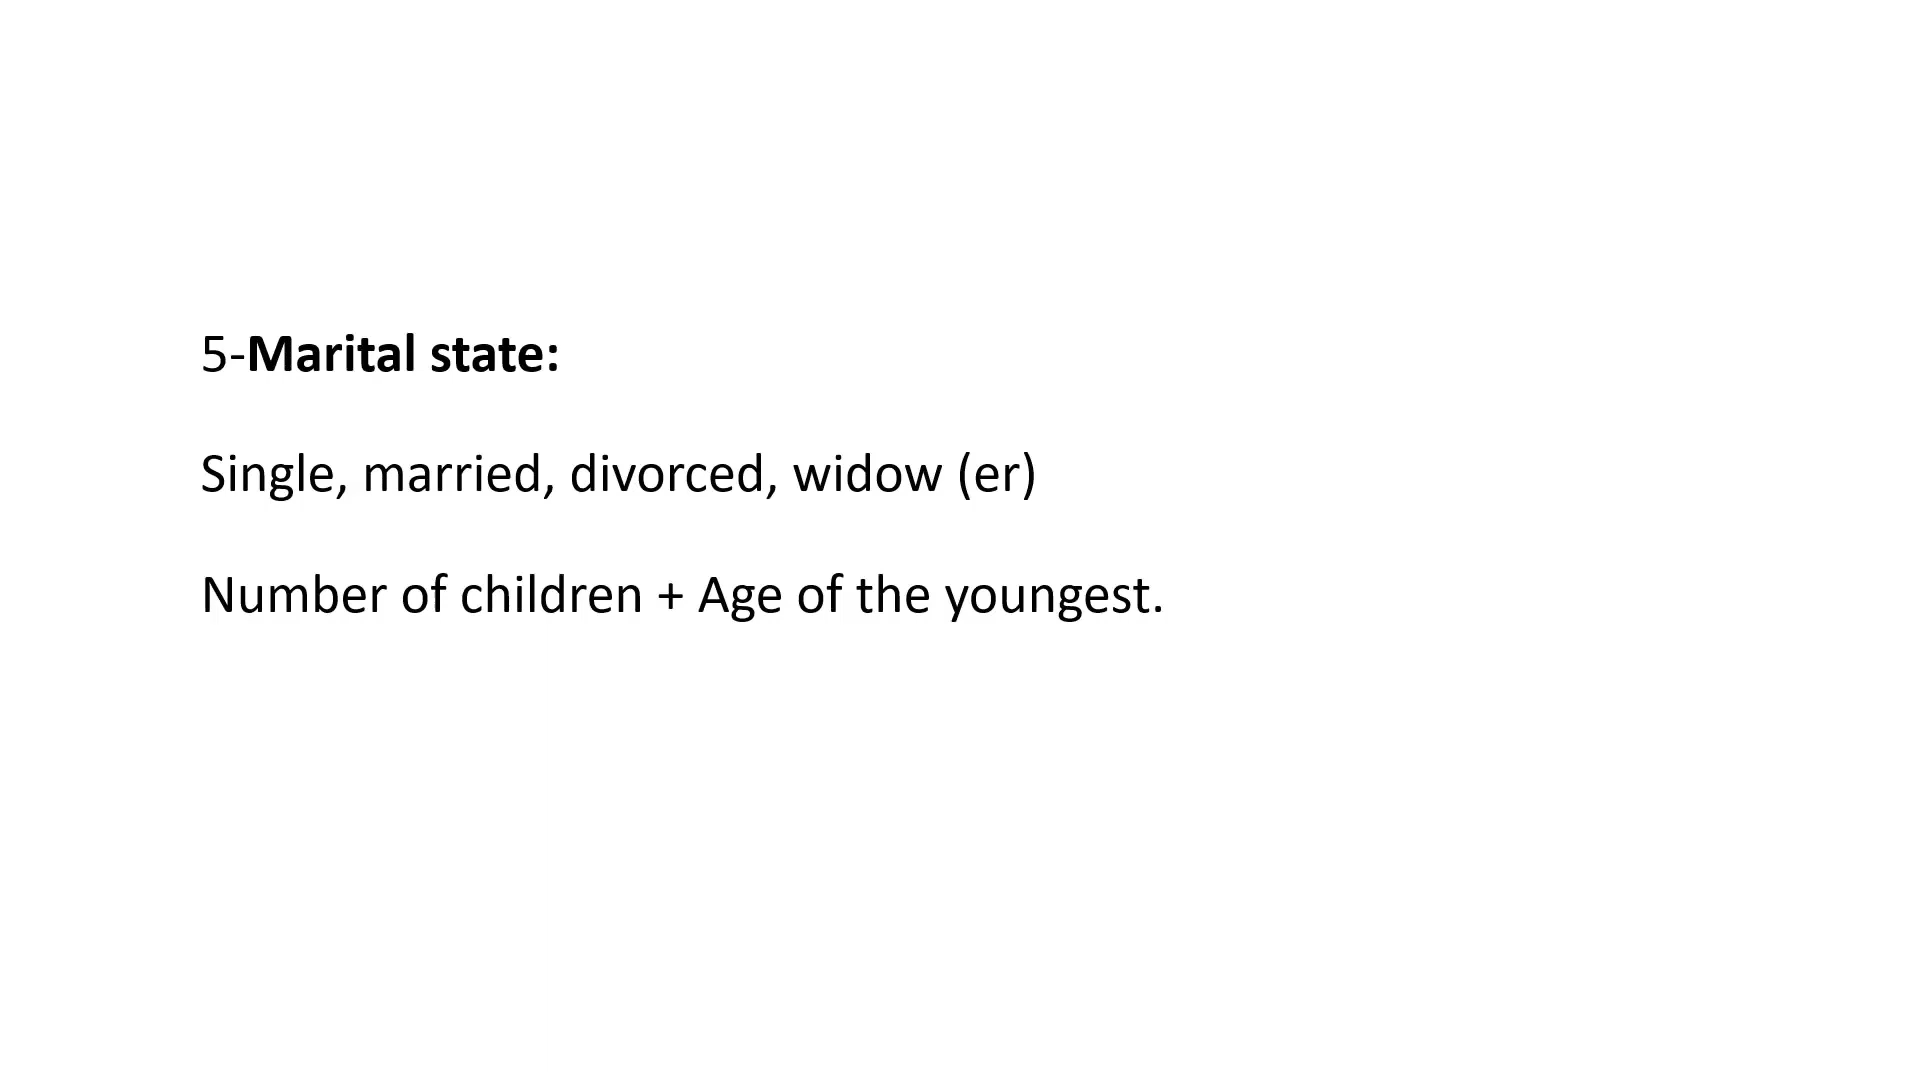 5-Marital state:
Single, married, divorced, widow (er)
Number of children + Age of the youngest.